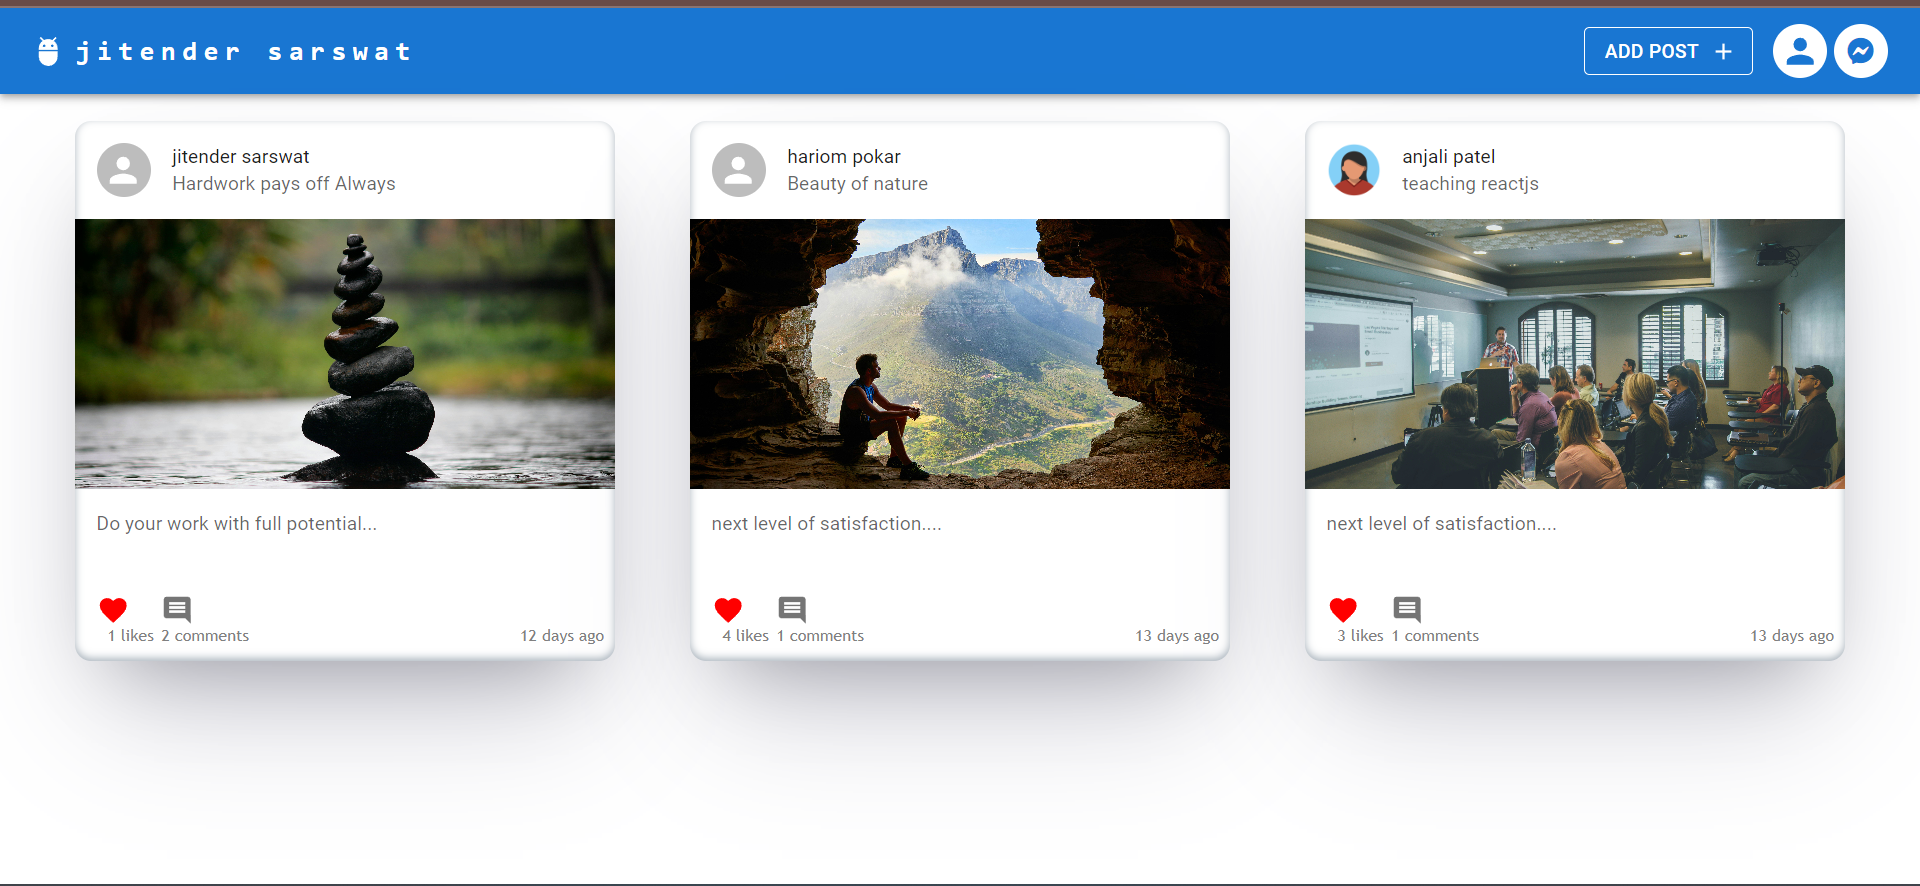 jitender sarswat
ADD POST
jitender sarswat
Hardwork pays off Always
Do your work with full potential...
1 likes 2 comments
12 days ago
hariom pokar
Beauty of nature
next level of satisfaction....
4 likes 1 comments
13 days ago
anjali patel
teaching reactjs
next level of satisfaction....
3 likes 1 comments
13 days ago